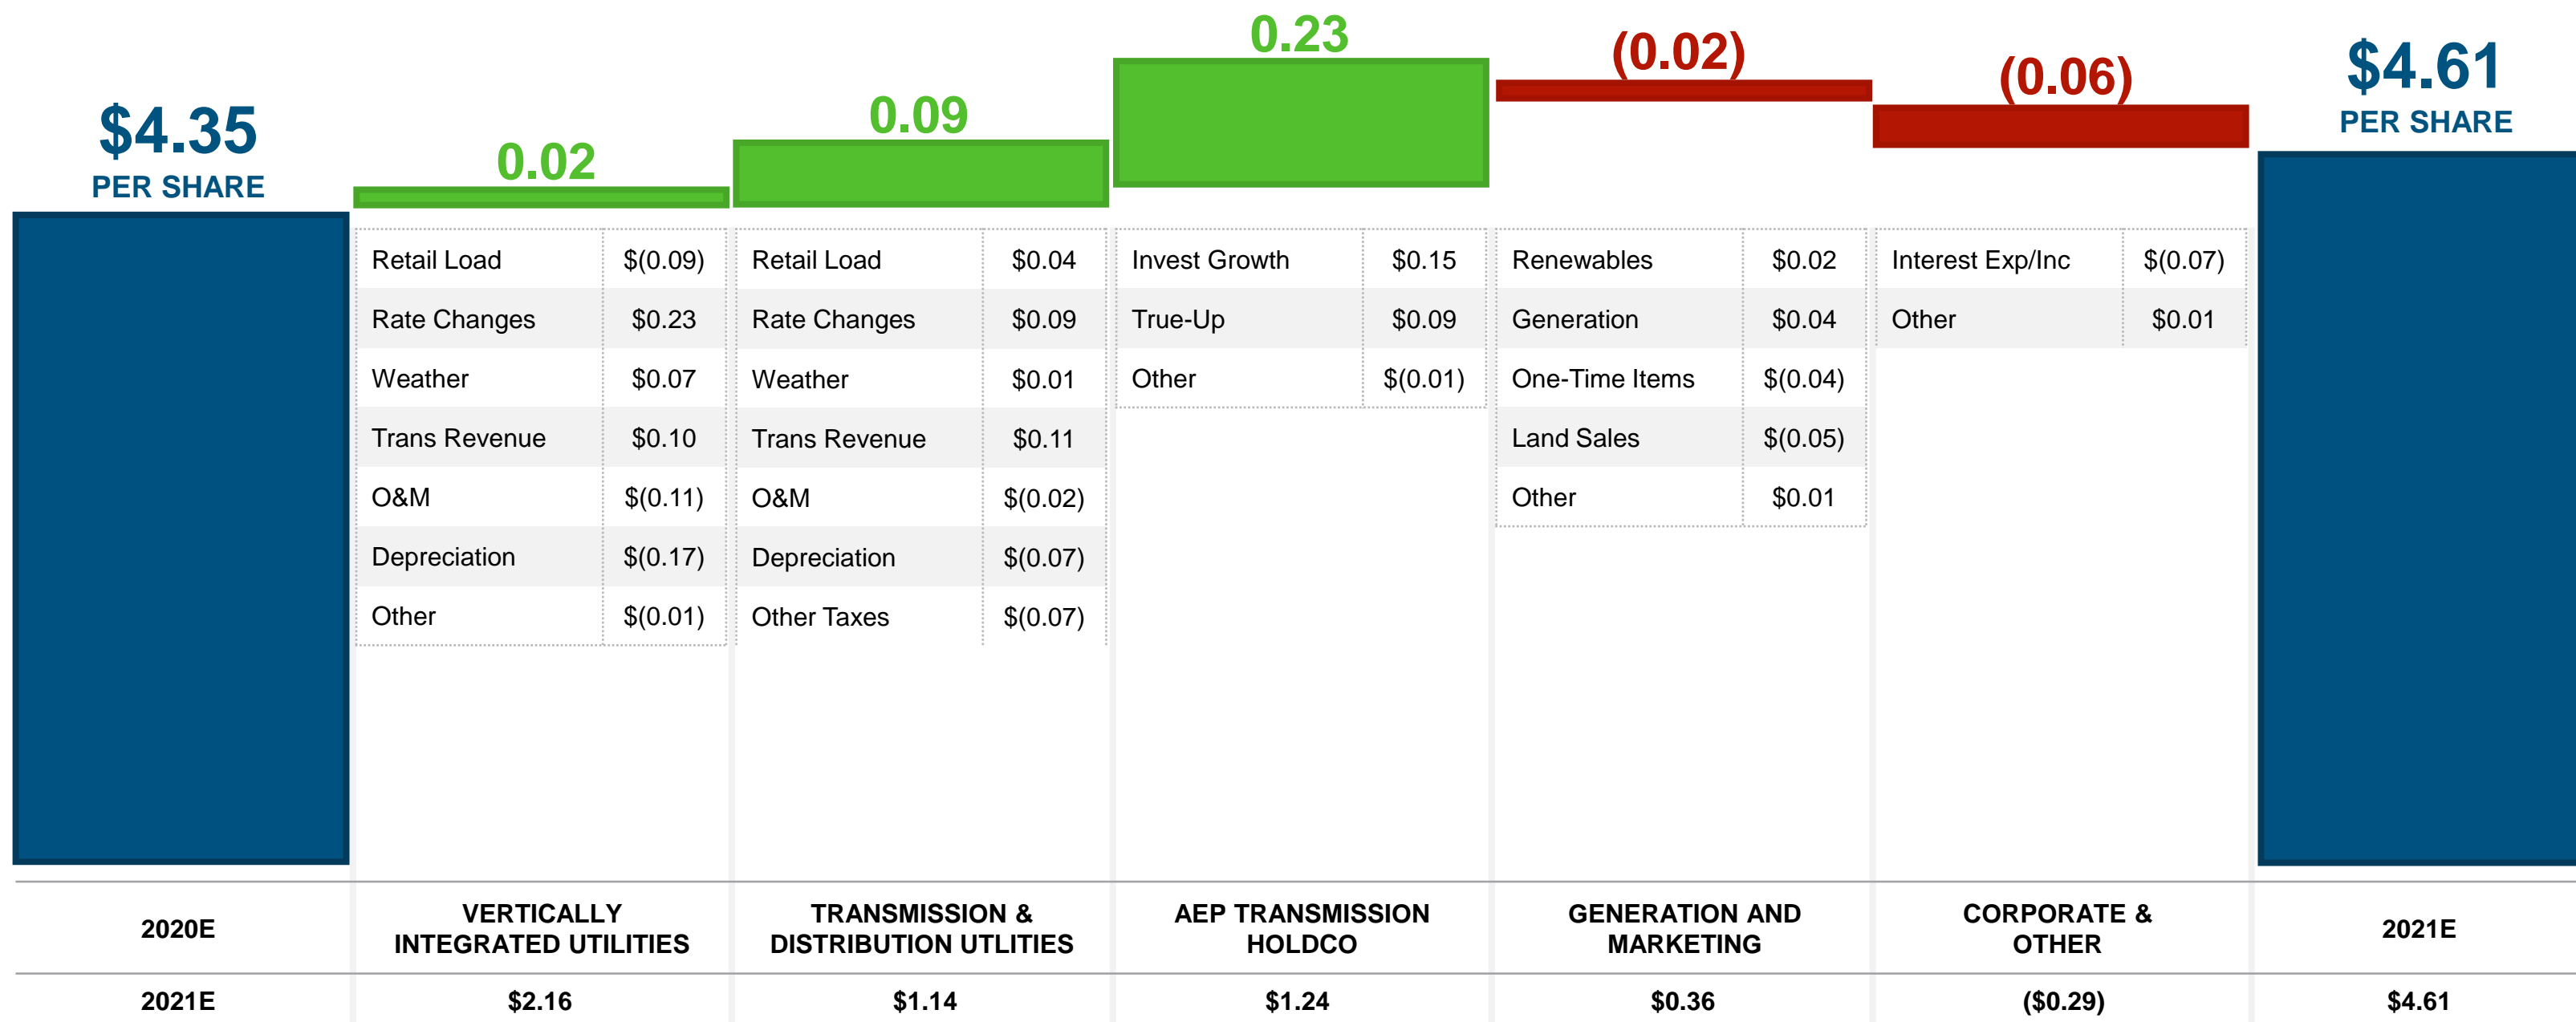 $4.35
PER SHARE
0.02
0.09
0.23
(0.02)
(0.06)
$4.61
PER SHARE
Retail Load $(0.09)
Rate Changes $0.23
Weather $0.07
Trans Revenue $0.10
O&M $(0.11)
Depreciation $(0.17)
Other $(0.01)
Retail Load $0.04
Rate Changes $0.09
Weather $0.01
Trans Revenue $0.11
O&M $(0.02)
Depreciation $(0.07)
Other Taxes $(0.07)
Invest Growth $0.15
True-Up $0.09
Other $(0.01)
Renewables $0.02
Generation $0.04
One-Time Items $(0.04)
Land Sales $(0.05)
Other $0.01
Interest Exp/Inc $(0.07)
Other $0.01
2020E
VERTICALLY
INTEGRATED UTILITIES
TRANSMISSION &
DISTRIBUTION UTLITIES
AEP TRANSMISSION
HOLDCO
GENERATION AND
MARKETING
CORPORATE &
OTHER
2021E
2021E $2.16 $1.14 $1.24 $0.36 ($0.29) $4.61